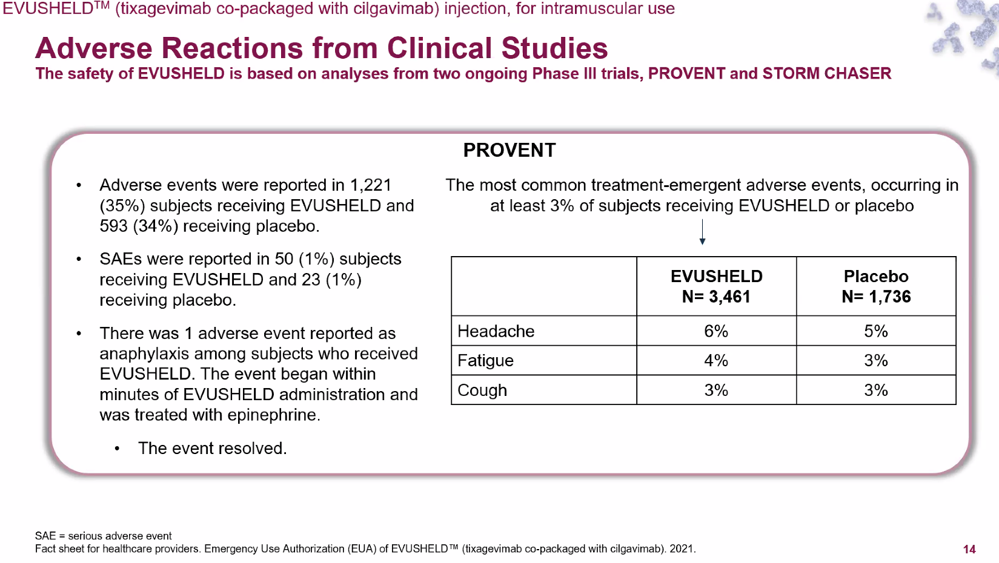 EVUSHELD™ (tixagevimab co-packaged with cilgavimab) injection, for intramuscular use
Adverse Reactions from Clinical Studies
The safety of EVUSHELD is based on analyses from two ongoing Phase III trials, PROVENT and STORM CHASER
PROVENT
• Adverse events were reported in 1,221
(35%) subjects receiving EVUSHELD and
593 (34%) receiving placebo.
• SAEs were reported in 50 (1%) subjects
receiving EVUSHELD and 23 (1%)
receiving placebo.
• There was 1 adverse event reported as
anaphylaxis among subjects who received
EVUSHELD. The event began within
minutes of EVUSHELD administration and
was treated with epinephrine.
• The event resolved.
The most common treatment-emergent adverse events, occurring in
at least 3% of subjects receiving EVUSHELD or placebo
EVUSHELD Placebo
N= 3,461 N= 1,736
Headache 6% 5%
Fatigue 4% 3%
Cough 3% 3%
SAE = serious adverse event
Fact sheet for healthcare providers. Emergency Use Authorization (EUA) of EVUSHELD™ (tixagevimab co-packaged with cilgavimab). 2021.
14